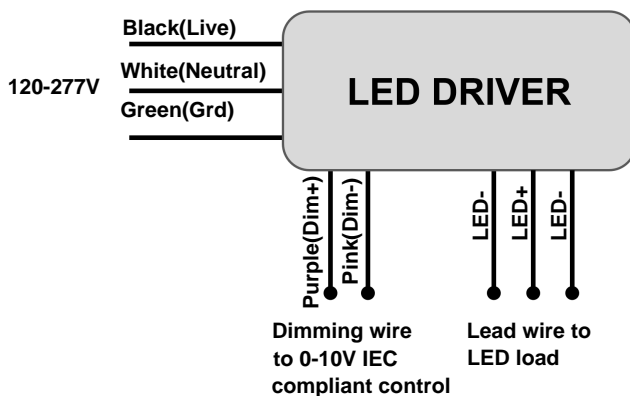 Black(Live)
120-277V
White(Neutral)
Green(Grd)
LED DRIVER
Purple(Dim+)
Pink(Dim-)
LED-
LED+
LED-
Dimming wire
to 0-10V IEC
compliant control
Lead wire to
LED load